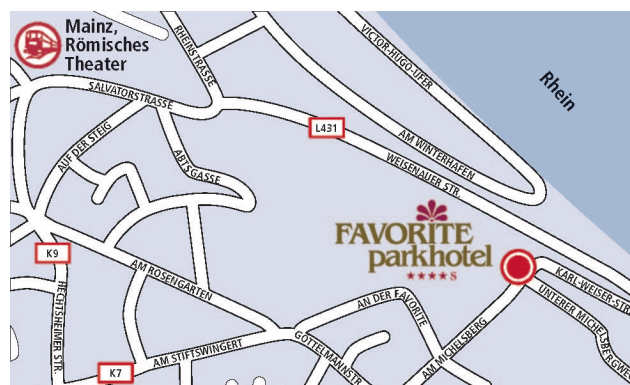 Mainz,
Römisches
Theater
RHEINSTRASSE
VICTOR-HUGO-UFER
Rhein
SALVATORSTRASSE
L431
AM WINTERHAFEN
AUF DER STEIG
ABTSGASSE
WEISENAUER STR.
FAVORITE
parkhotel
S
K9
AM ROSENGARTEN
KARL-WEISER-STR.
HECHTSHEIMER STR.
AN DER FAVORITE
UNTERER MICHELSBERGWEG
AM STIFTSWINGERT
GÖTTELMANNSTR.
AM MICHELSBERG
K7